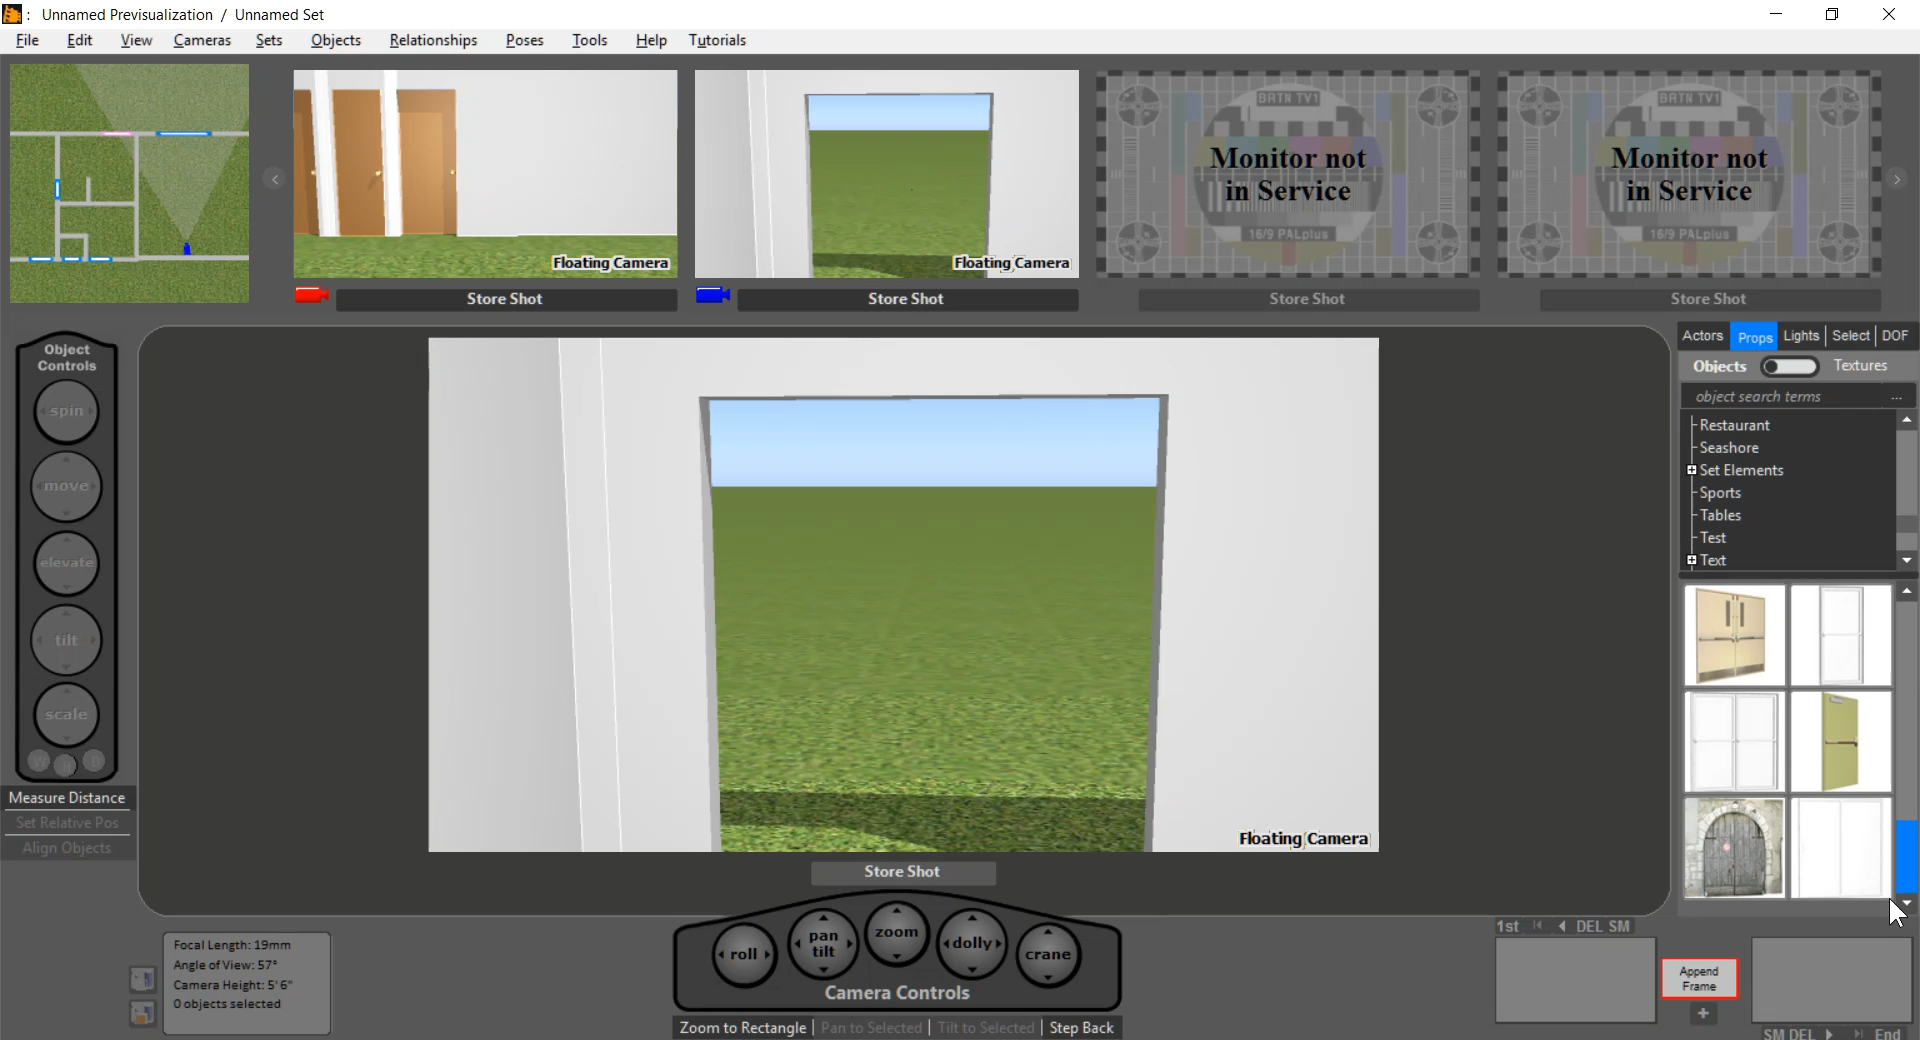 : Unnamed Previsualization / Unnamed Set
File Edit View Cameras Sets Objects Relationships Poses Tools Help Tutorials
Floating Camera
Floating Camera
BRTN TV1
Monitor not
in Service
16/9 PALplus
BRTN TV1
Monitor not
in Service
16/9 PALplus
Store Shot
Store Shot
Store Shot
Store Shot
Object
Controls
spin
move
elevate
tilt
scale
Measure Distance
Set Relative Pos
Align Objects
Floating Camera
Store Shot
Actors Props Lights Select DOF
Objects Textures
object search terms ...
Restaurant
Seashore
Set Elements
Sports
Tables
Test
Text
Focal Length: 19mm
Angle of View: 57°
Camera Height: 5' 6"
0 objects selected
roll
pan
tilt
zoom
dolly
crane
Camera Controls
Zoom to Rectangle Pan to Selected Tilt to Selected Step Back
1st DEL SM
Append
Frame
+
SM DEL End